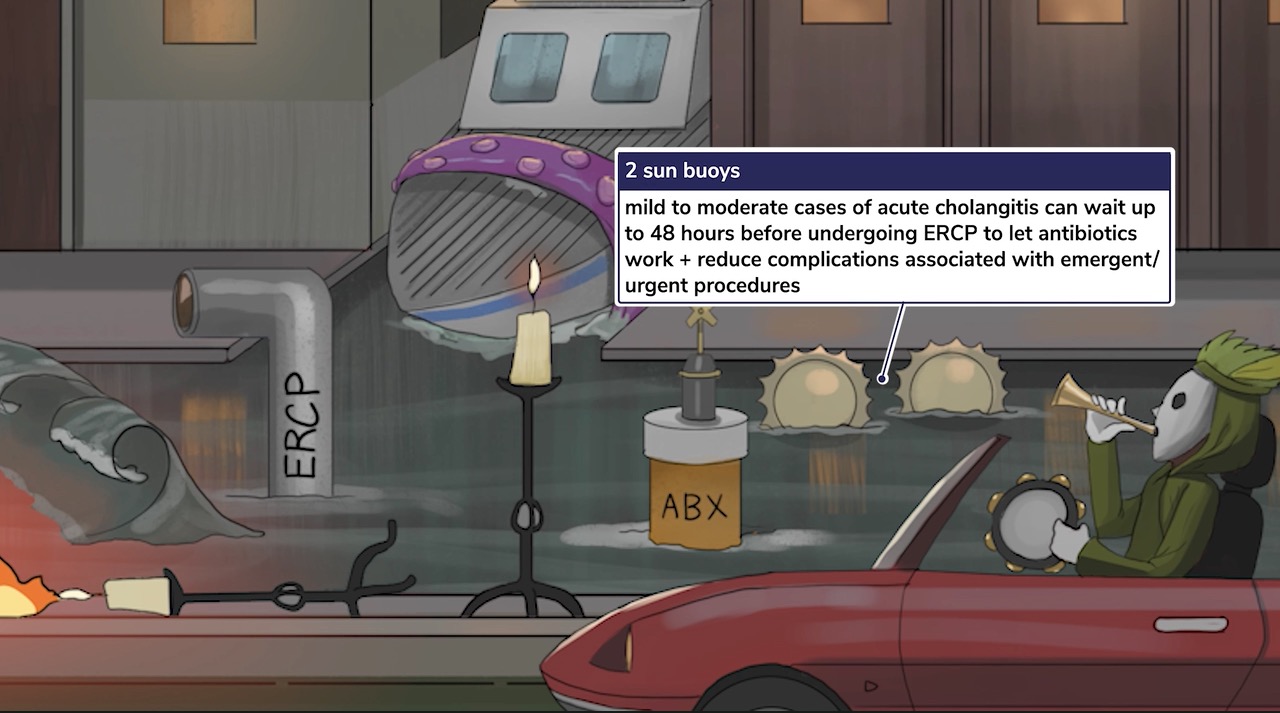 2 sun buoys
mild to moderate cases of acute cholangitis can wait up
to 48 hours before undergoing ERCP to let antibiotics
work + reduce complications associated with emergent/
urgent procedures
ERCP
ABX